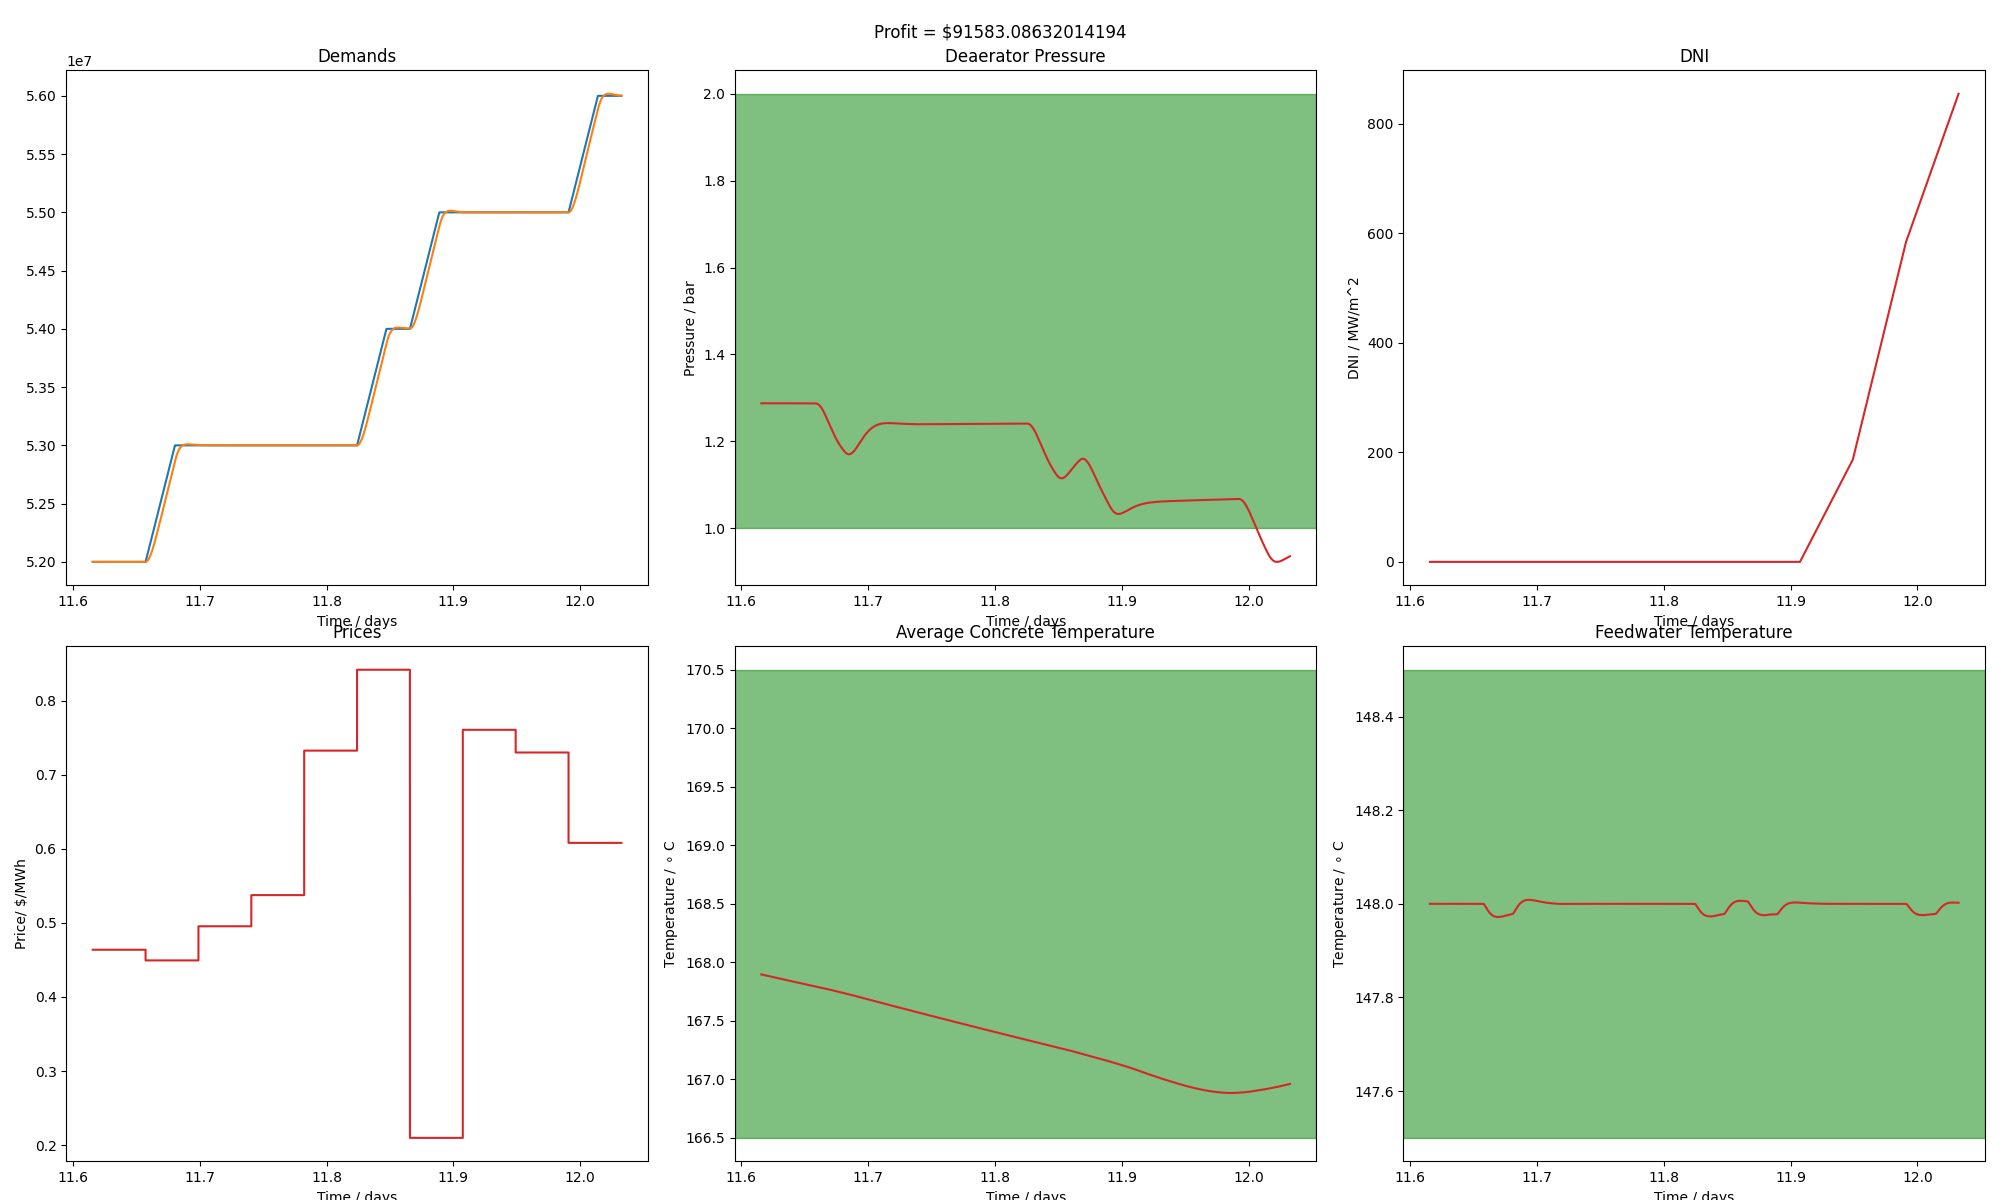 Profit = $91583.08632014194
Demands
1e7
5.60
5.55
5.50
5.45
5.40
5.35
5.30
5.25
5.20
11.6 11.7 11.8 11.9 12.0
Time / days
Deaerator Pressure
Pressure / bar
2.0
1.8
1.6
1.4
1.2
1.0
11.6 11.7 11.8 11.9 12.0
Time / days
DNI
DNI / MW/m^2
800
600
400
200
0
11.6 11.7 11.8 11.9 12.0
Time / days
Prices
Price/ $/MWh
0.8
0.7
0.6
0.5
0.4
0.3
0.2
11.6 11.7 11.8 11.9 12.0
Time / days
Average Concrete Temperature
Temperature / ∘ C
170.5
170.0
169.5
169.0
168.5
168.0
167.5
167.0
166.5
11.6 11.7 11.8 11.9 12.0
Time / days
Feedwater Temperature
Temperature / ∘ C
148.4
148.2
148.0
147.8
147.6
11.6 11.7 11.8 11.9 12.0
Time / days